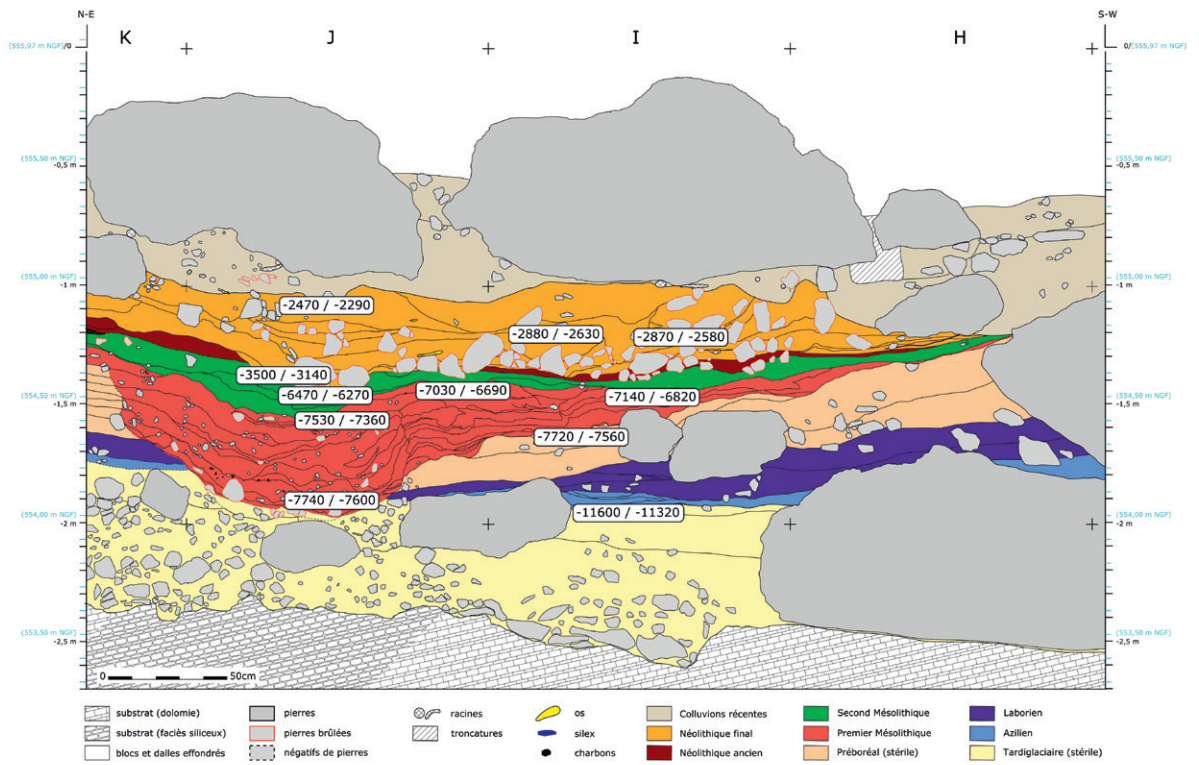 N-E
S-W
K
J
I
H
(555,97 m NGF)/0
0/(555,97 m NGF)
(555,50 m NGF)
-0,5 m
(555,50 m NGF)
-0,5 m
(555,00 m NGF)
-1 m
(555,00 m NGF)
-1 m
-2470 / -2290
-2880 / -2630
-2870 / -2580
-3500 / -3140
-6470 / -6270
-7030 / -6690
-7140 / -6820
(554,50 m NGF)
-1,5 m
(554,50 m NGF)
-1,5 m
-7530 / -7360
-7720 / -7560
-7740 / -7600
-11600 / -11320
(554,00 m NGF)
-2 m
(554,00 m NGF)
-2 m
(553,50 m NGF)
-2,5 m
(553,50 m NGF)
-2,5 m
0
50cm
substrat (dolomie)
substrat (faciès siliceux)
blocs et dalles effondrés
pierres
pierres brûlées
négatifs de pierres
racines
troncatures
os
silex
charbons
Colluvions récentes
Néolithique final
Néolithique ancien
Second Mésolithique
Premier Mésolithique
Préboréal (stérile)
Laborien
Azilien
Tardiglaciaire (stérile)